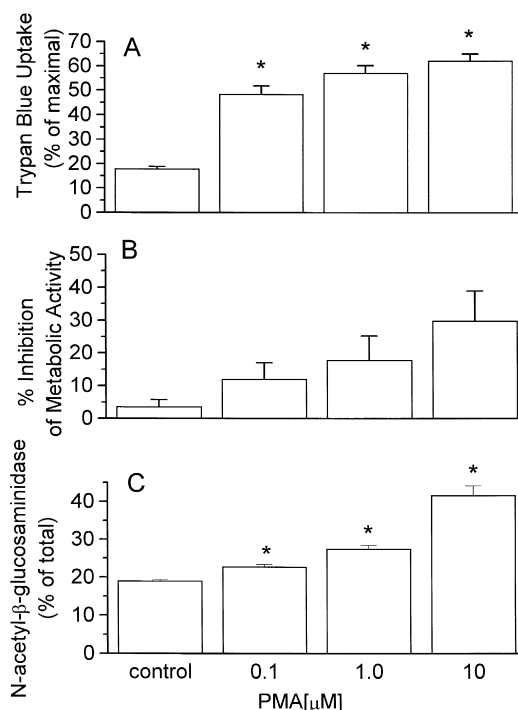 A
Trypan Blue Uptake
(% of maximal)
70
60
50
40
30
20
10
0
* * *
B
% Inhibition
of Metabolic Activity
50
40
30
20
10
0
C
N-acetyl-β-glucosaminidase
(% of total)
40
30
20
10
0
* * *
control 0.1 1.0 10
PMA[μM]